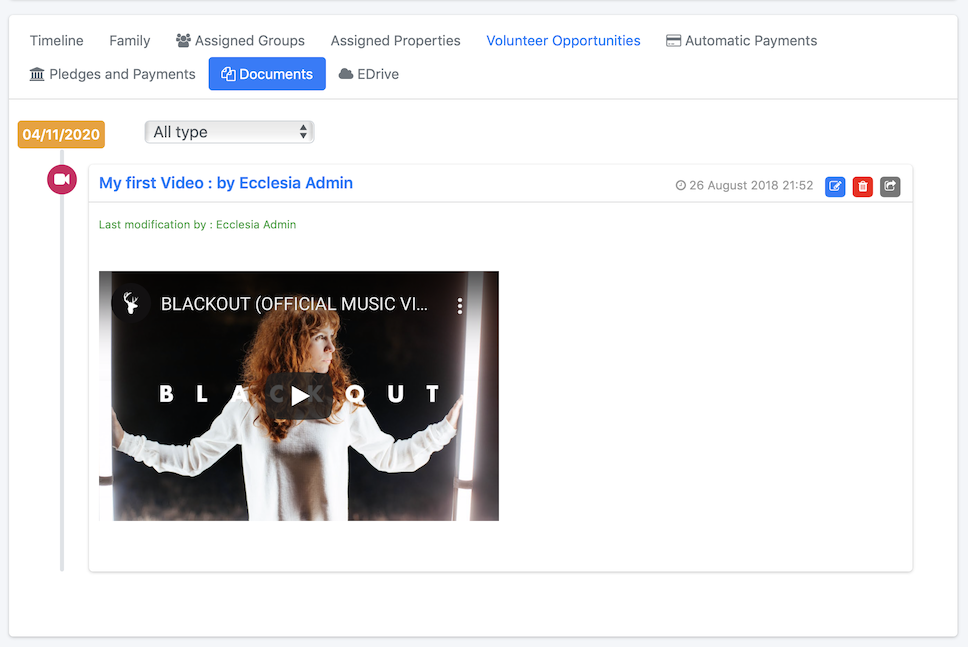 Timeline Family Assigned Groups Assigned Properties Volunteer Opportunities Automatic Payments
Pledges and Payments Documents EDrive
04/11/2020 All type
My first Video : by Ecclesia Admin 26 August 2018 21:52
Last modification by : Ecclesia Admin
BLACKOUT (OFFICIAL MUSIC VI...
BLACKOUT